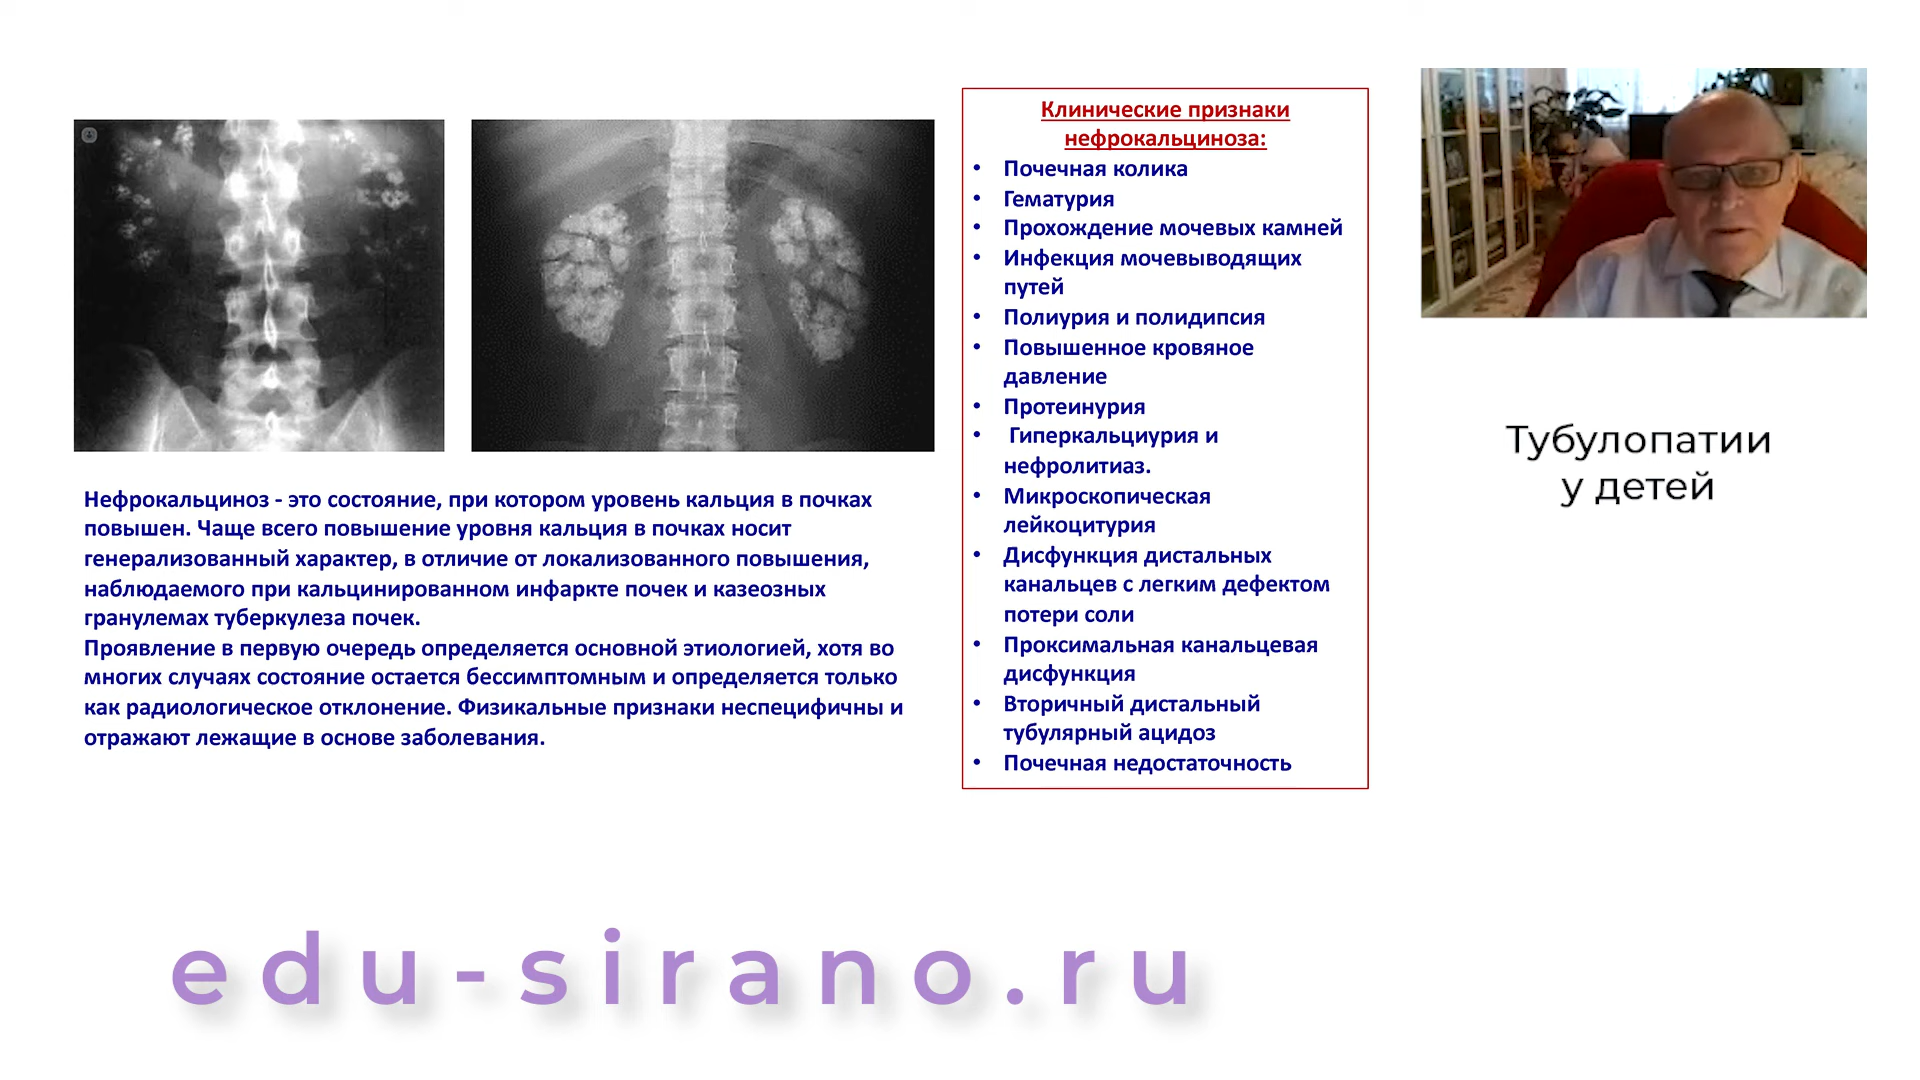 Нефрокальциноз - это состояние, при котором уровень кальция в почках
повышен. Чаще всего повышение уровня кальция в почках носит
генерализованный характер, в отличие от локализованного повышения,
наблюдаемого при кальцинированном инфаркте почек и казеозных
гранулемах туберкулеза почек.
Проявление в первую очередь определяется основной этиологией, хотя во
многих случаях состояние остается бессимптомным и определяется только
как радиологическое отклонение. Физикальные признаки неспецифичны и
отражают лежащие в основе заболевания.
Клинические признаки
нефрокальциноза:
• Почечная колика
• Гематурия
• Прохождение мочевых камней
• Инфекция мочевыводящих
путей
• Полиурия и полидипсия
• Повышенное кровяное
давление
• Протеинурия
• Гиперкальциурия и
нефролитиаз.
• Микроскопическая
лейкоцитурия
• Дисфункция дистальных
канальцев с легким дефектом
потери соли
• Проксимальная канальцевая
дисфункция
• Вторичный дистальный
тубулярный ацидоз
• Почечная недостаточность
Тубулопатии
у детей
edu-sirano.ru